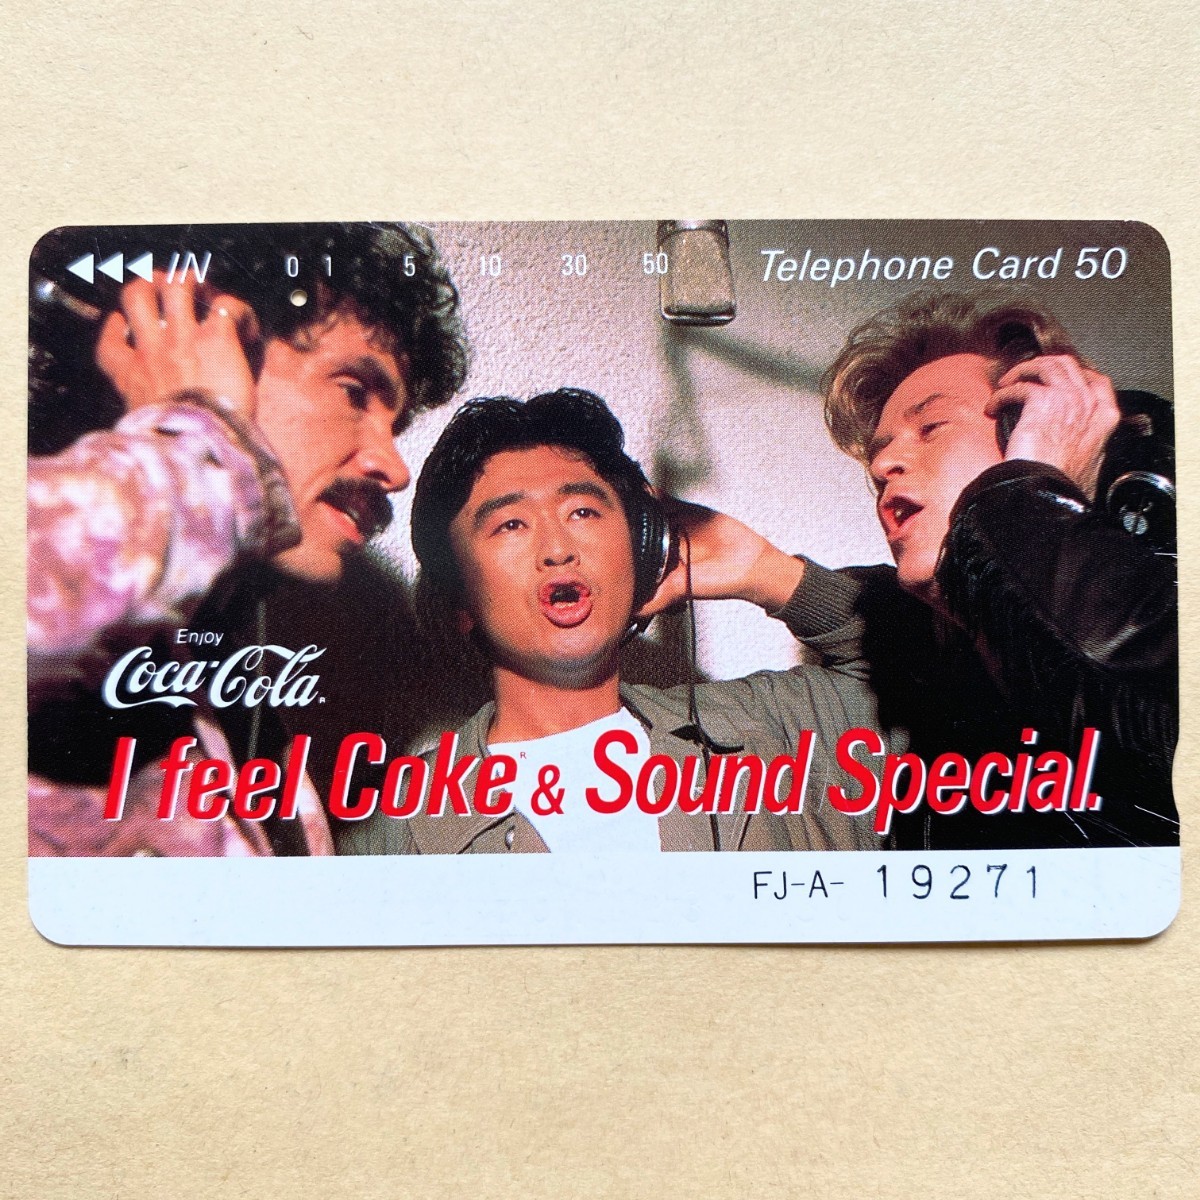 ◀◀◀IN 0 1 5 10 30 50 Telephone Card 50
Enjoy
Coca-Cola®
I feel Coke® & Sound Special.
FJ-A- 19271